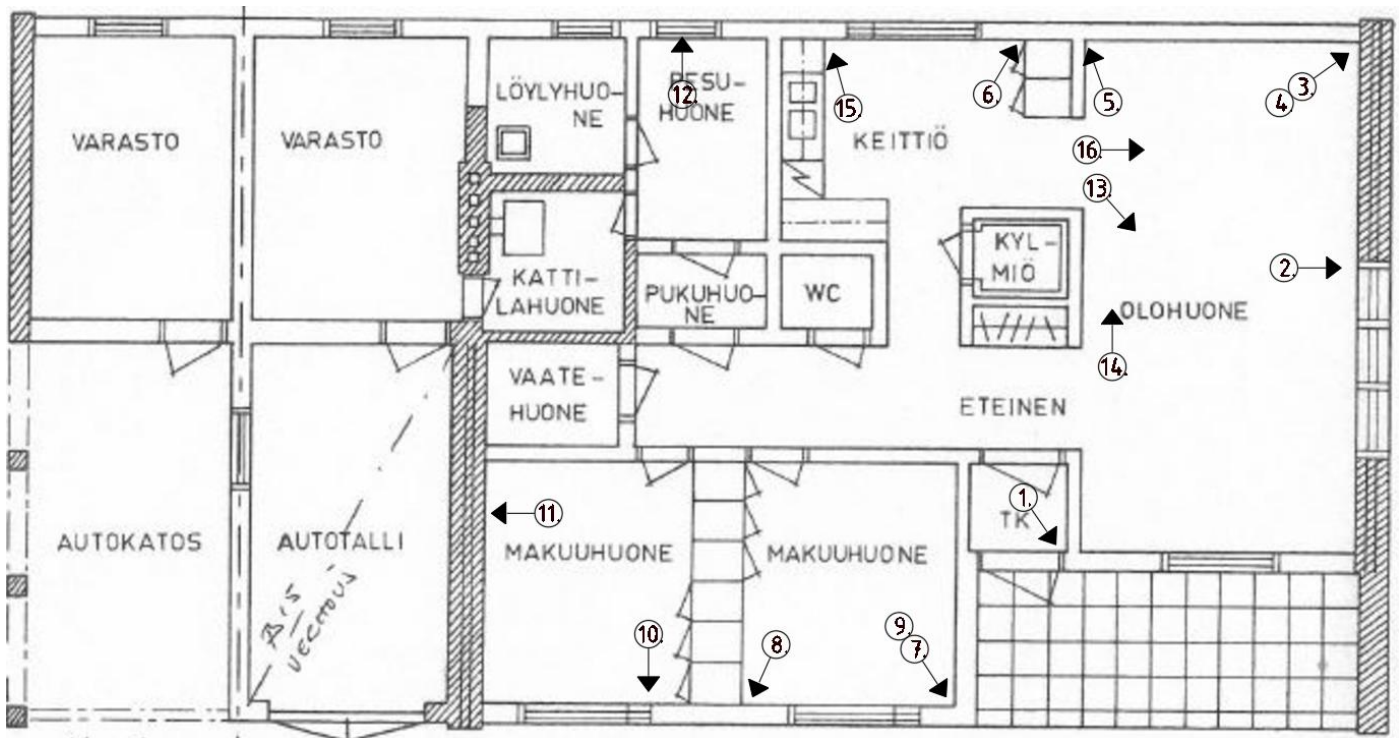 VARASTO
VARASTO
LÖYLYHUO-
NE
12.
PESU-
HUONE
15.
KEITTIÖ
6.
5.
4.
3.
16.
13.
KYL-
MIÖ
2.
KATTI-
LAHUONE
PUKUHUO-
NE
WC
OLOHUONE
14.
VAATE-
HUONE
ETEINEN
1.
TK
11.
AUTOKATOS
AUTOTALLI
MAKUUHUONE
MAKUUHUONE
10.
8.
9.
7.